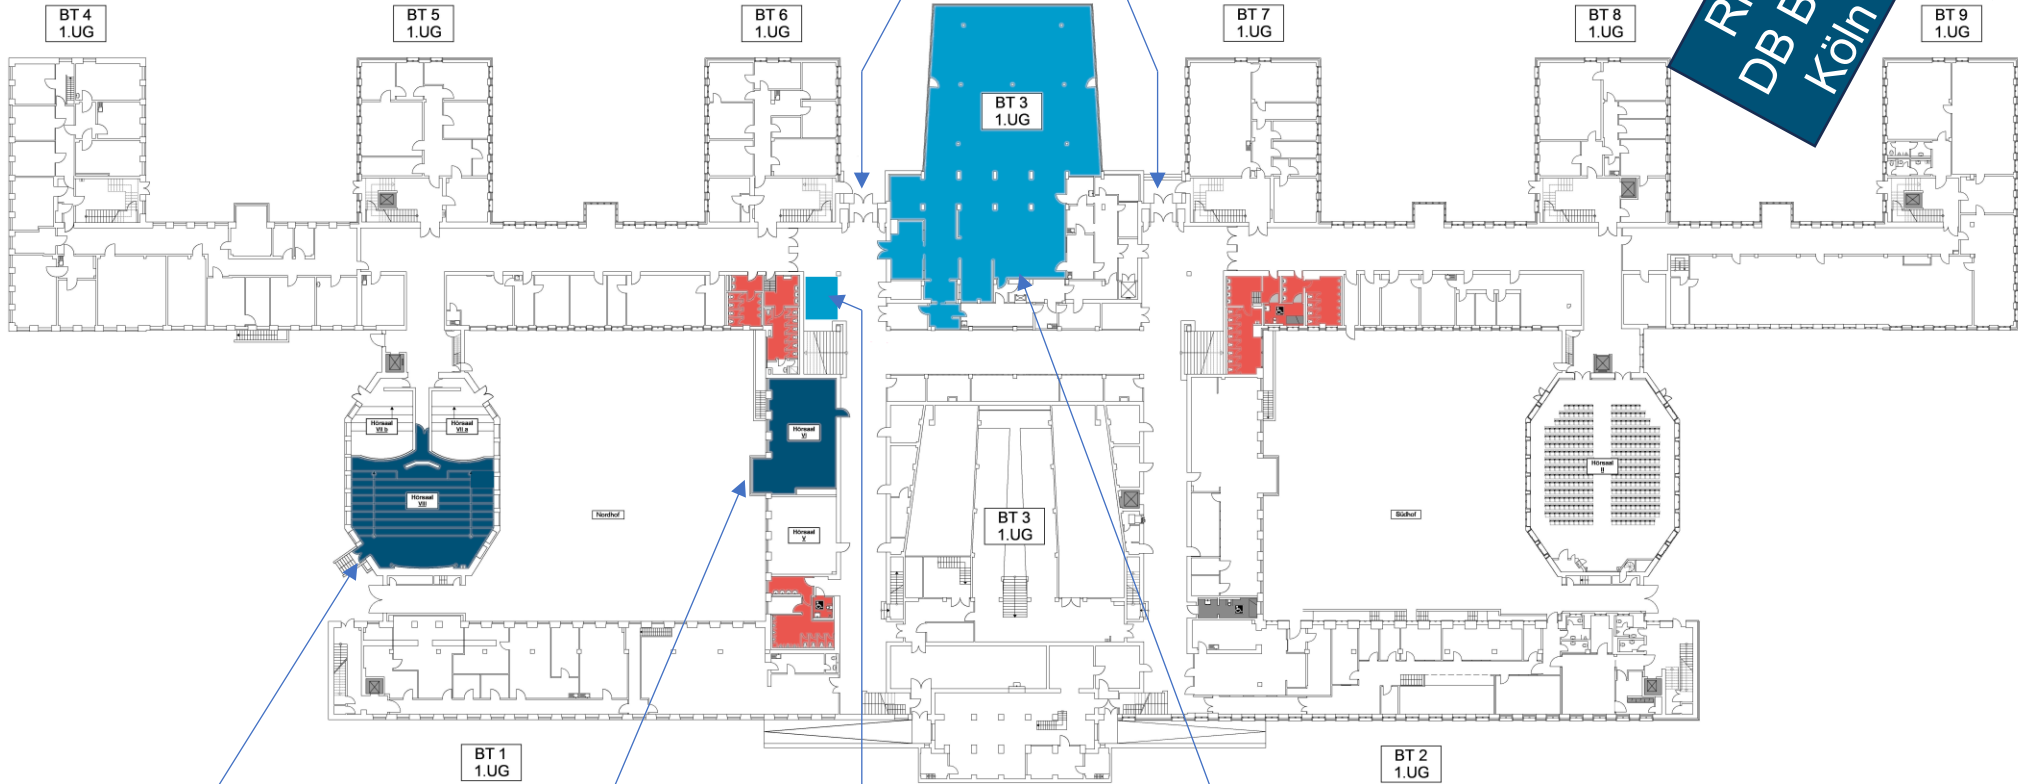 BT 4
1.UG
BT 5
1.UG
BT 6
1.UG
BT 7
1.UG
BT 8
1.UG
BT 9
1.UG
DB B
Köln
BT 3
1.UG
Hörsaal
VII b
Hörsaal
VII a
Hörsaal
VI
Hörsaal
VIII
Hörsaal
II
Nordhof
Hörsaal
V
BT 3
1.UG
Südhof
BT 1
1.UG
BT 2
1.UG